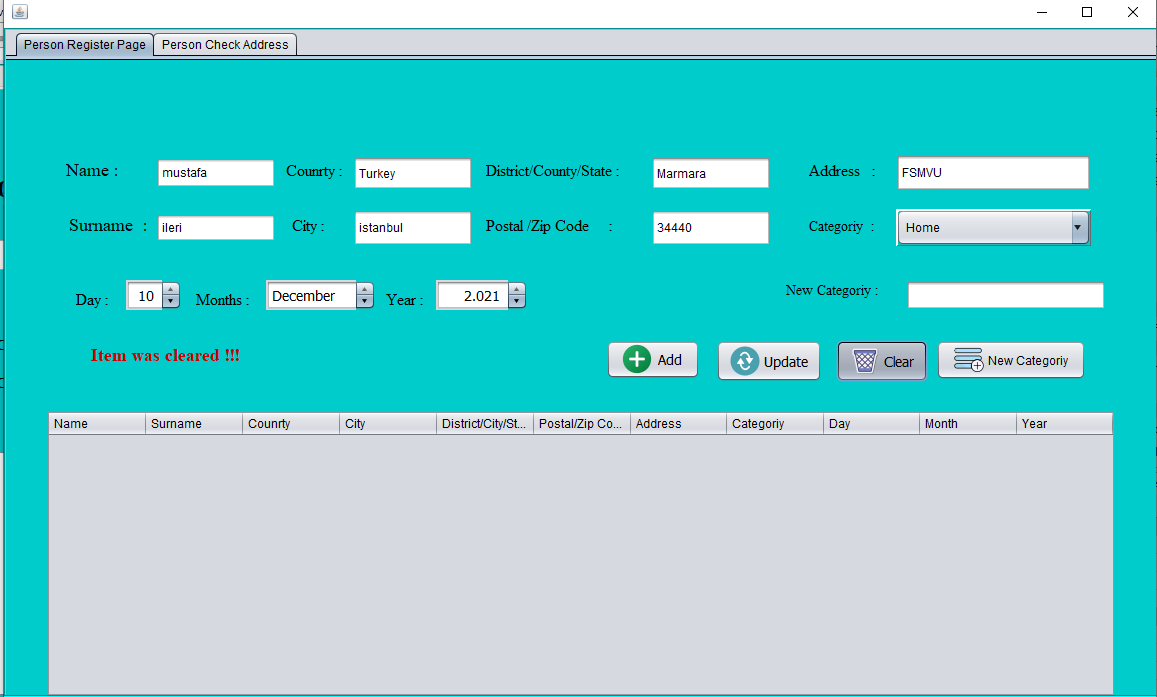 Person Register Page Person Check Address
Name : mustafa Counrty : Turkey District/County/State : Marmara Address : FSMVU
Surname : ileri City : istanbul Postal /Zip Code : 34440 Categoriy : Home
Day : 10 Months : December Year : 2.021 New Categoriy :
Item was cleared !!! Add Update Clear New Categoriy
Name Surname Counrty City District/City/St... Postal/Zip Co... Address Categoriy Day Month Year